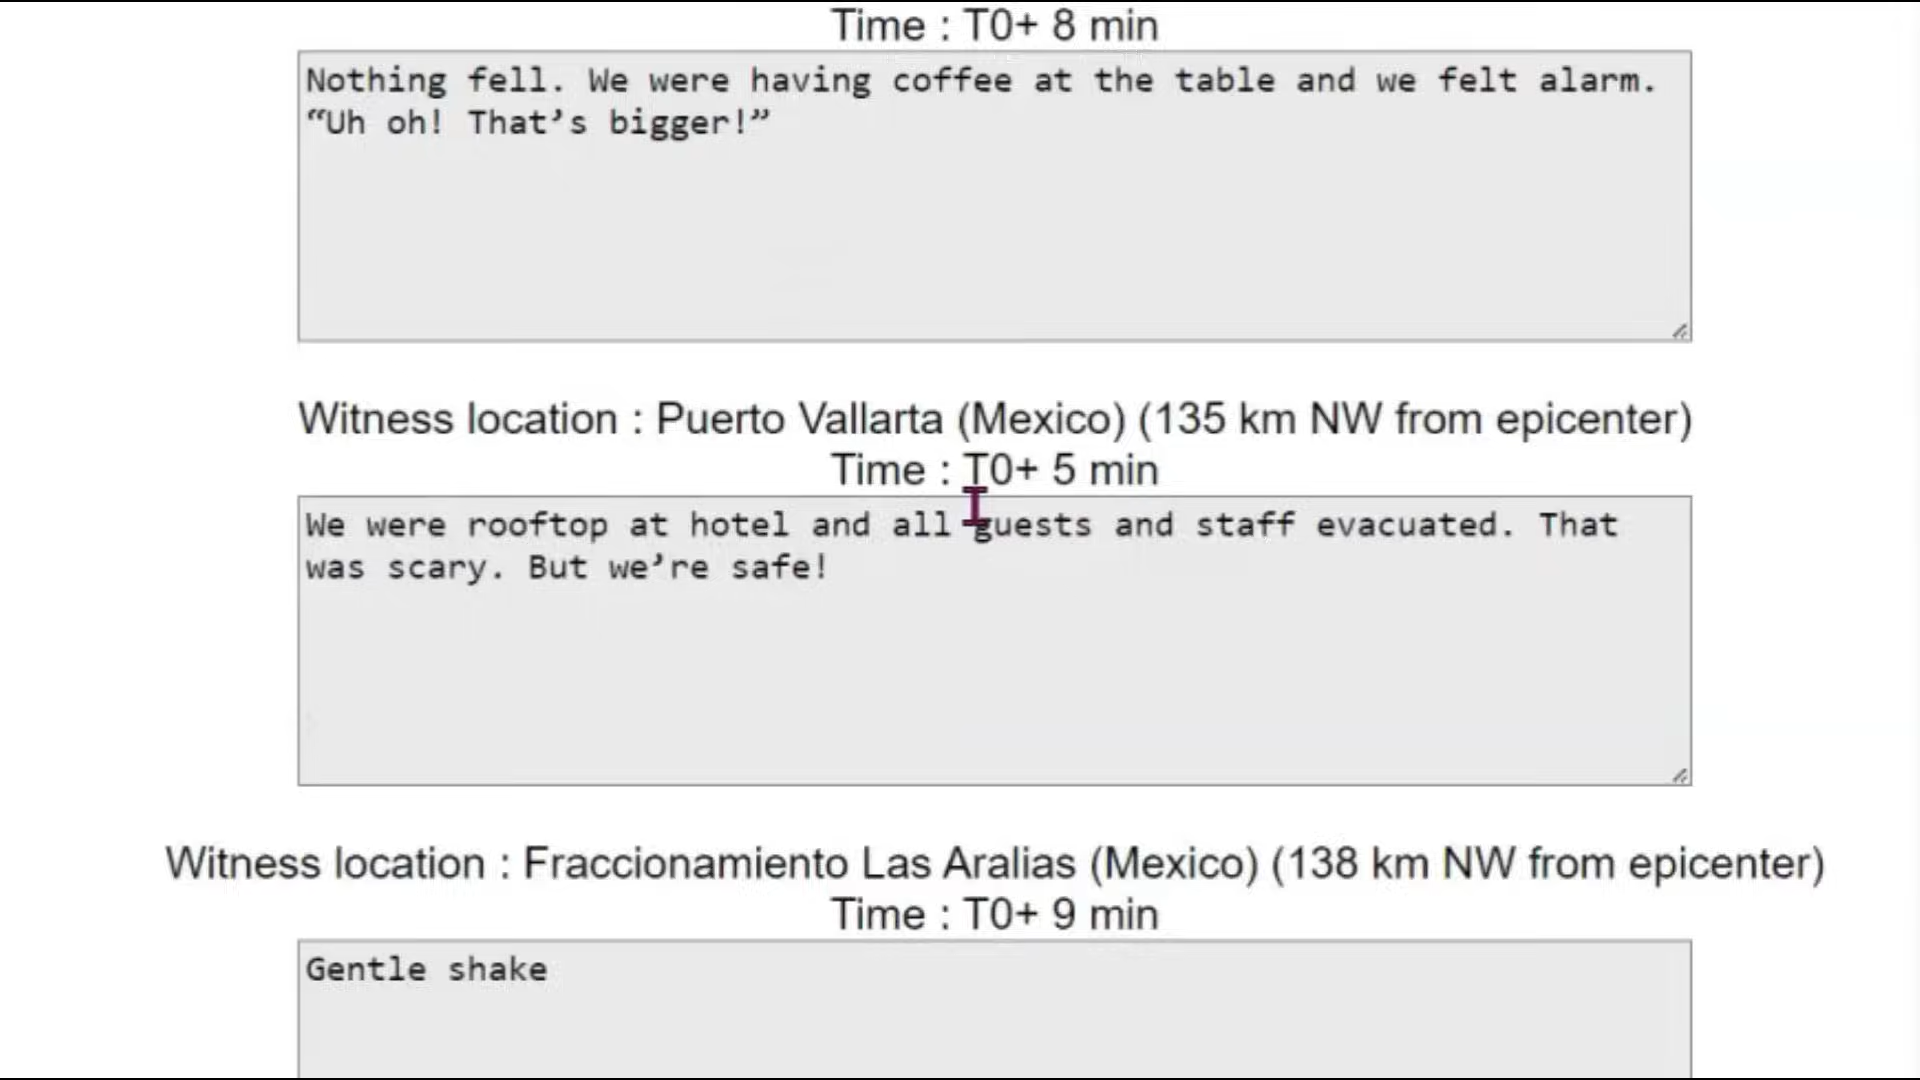 Time : T0+ 8 min
Nothing fell. We were having coffee at the table and we felt alarm.
“Uh oh! That’s bigger!”
Witness location : Puerto Vallarta (Mexico) (135 km NW from epicenter)
Time : T0+ 5 min
We were rooftop at hotel and all guests and staff evacuated. That
was scary. But we’re safe!
Witness location : Fraccionamiento Las Aralias (Mexico) (138 km NW from epicenter)
Time : T0+ 9 min
Gentle shake